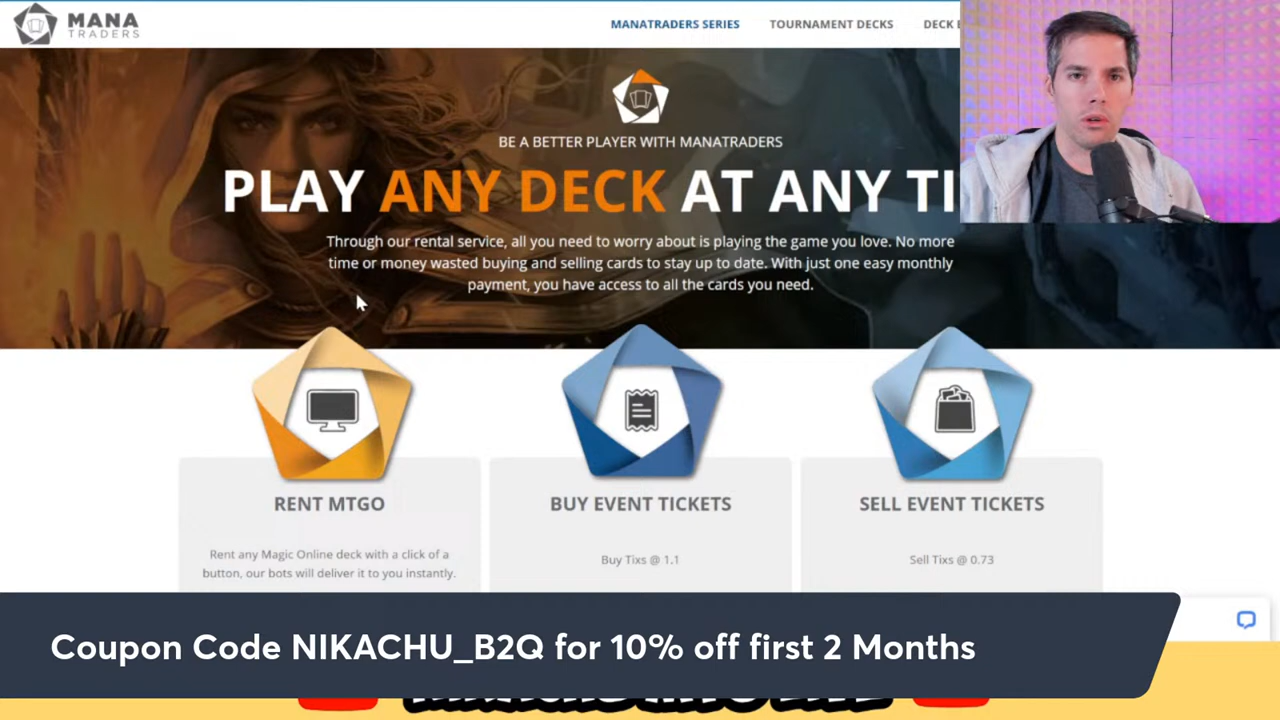 MANA
TRADERS
MANATRADERS SERIES
TOURNAMENT DECKS
DECK
BE A BETTER PLAYER WITH MANATRADERS
PLAY ANY DECK AT ANY TI
Through our rental service, all you need to worry about is playing the game you love. No more
time or money wasted buying and selling cards to stay up to date. With just one easy monthly
payment, you have access to all the cards you need.
RENT MTGO
Rent any Magic Online deck with a click of a
button, our bots will deliver it to you instantly.
BUY EVENT TICKETS
Buy Tixs @ 1.1
SELL EVENT TICKETS
Sell Tixs @ 0.73
Coupon Code NIKACHU_B2Q for 10% off first 2 Months